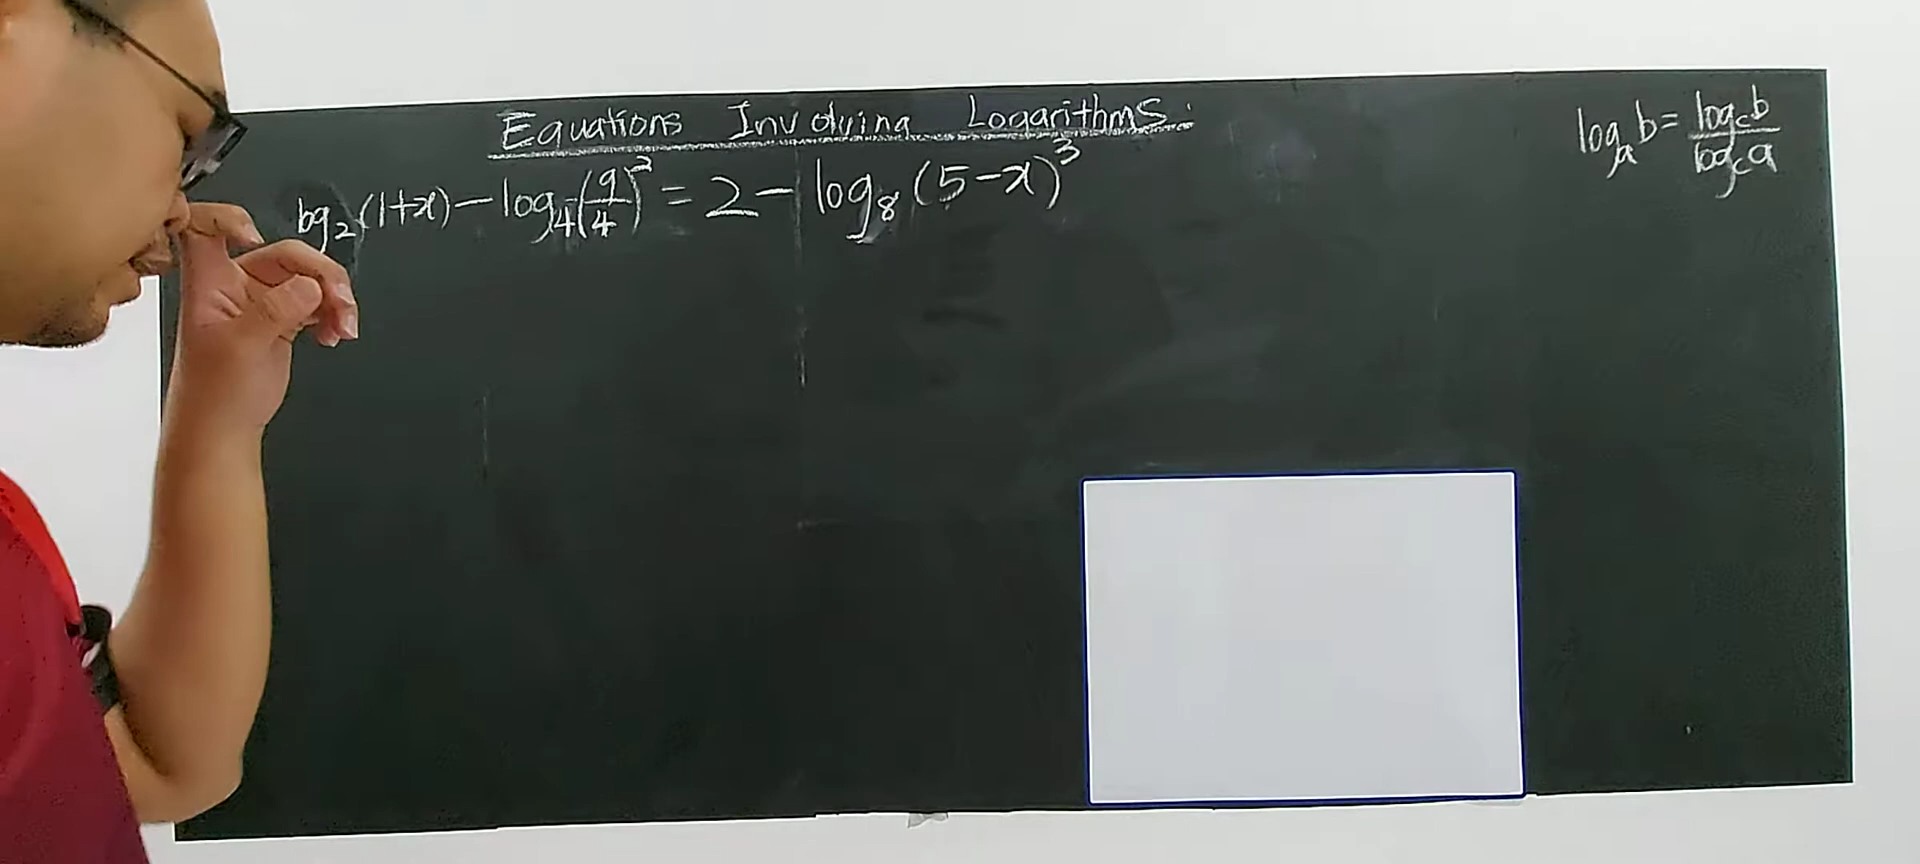 Equations Involving Logarithms:
log₂(1+x) − log₄(9/4)² = 2 − log₈(5−x)³
logₐb = log_c b / log_c a